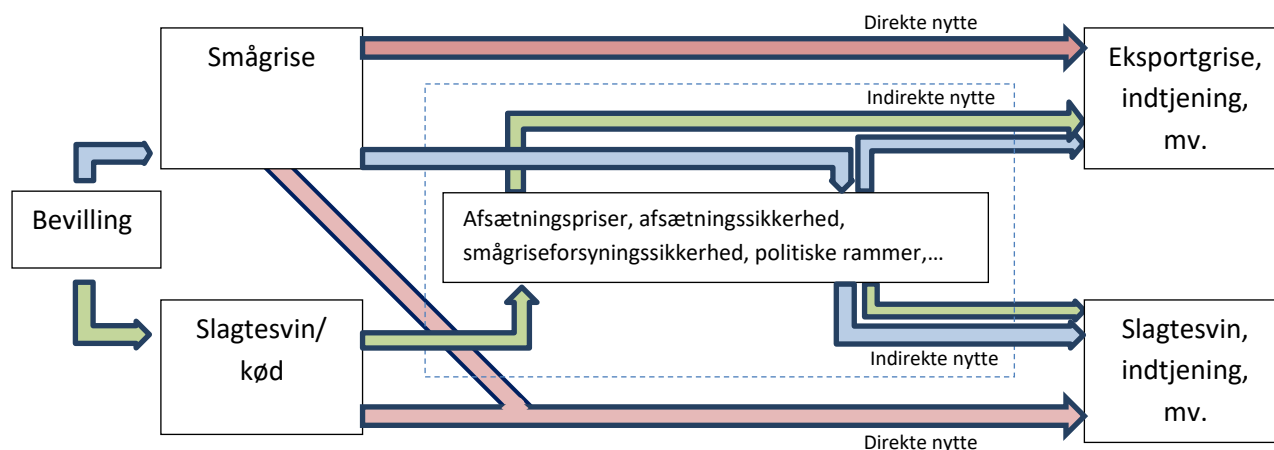 Direkte nytte
Smågrise
Eksportgrise,
indtjening,
mv.
Indirekte nytte
Bevilling
Afsætningspriser, afsætningssikkerhed,
smågriseforsyningssikkerhed, politiske rammer,...
Slagtesvin/
kød
Slagtesvin,
indtjening,
mv.
Indirekte nytte
Direkte nytte